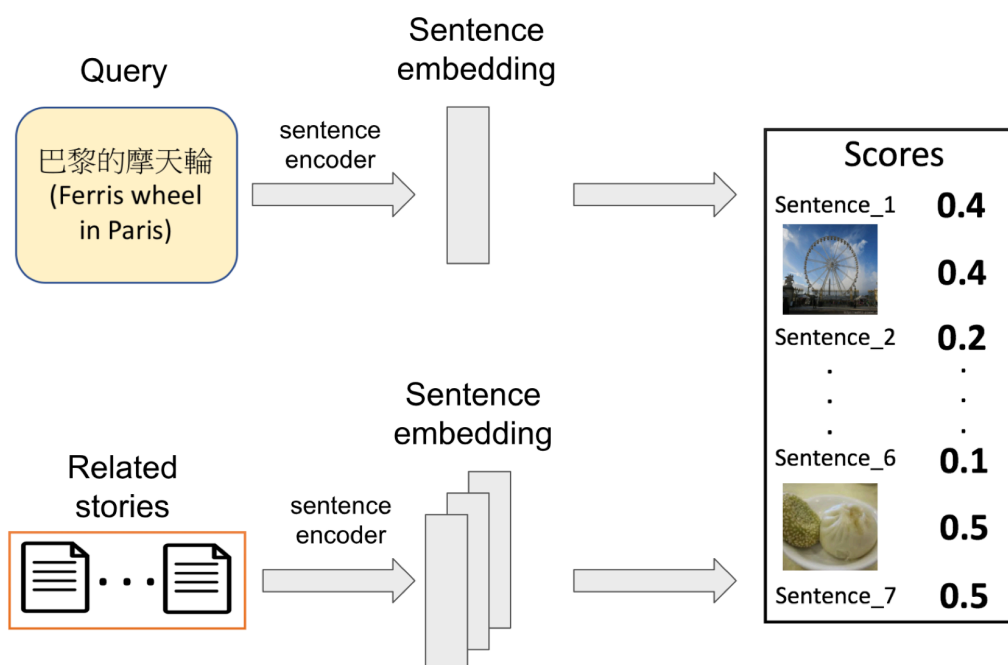 Query
巴黎的摩天輪
(Ferris wheel
in Paris)
sentence
encoder
Sentence
embedding
Related
stories
sentence
encoder
Sentence
embedding
Scores
Sentence_1 0.4
0.4
Sentence_2 0.2
Sentence_6 0.1
0.5
Sentence_7 0.5